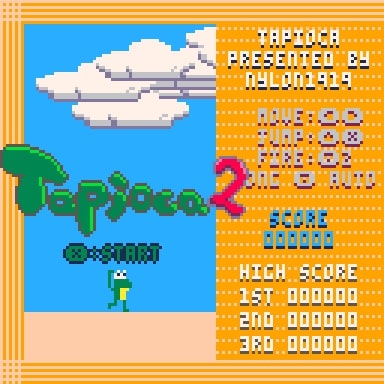 TAPIOCA
PRESENTED BY
NYLON1919
MOVE:
JUMP:
FIRE:
AUTO
Tapioca 2
SCORE
000000
:START
HIGH SCORE
1ST 000000
2ND 000000
3RD 000000